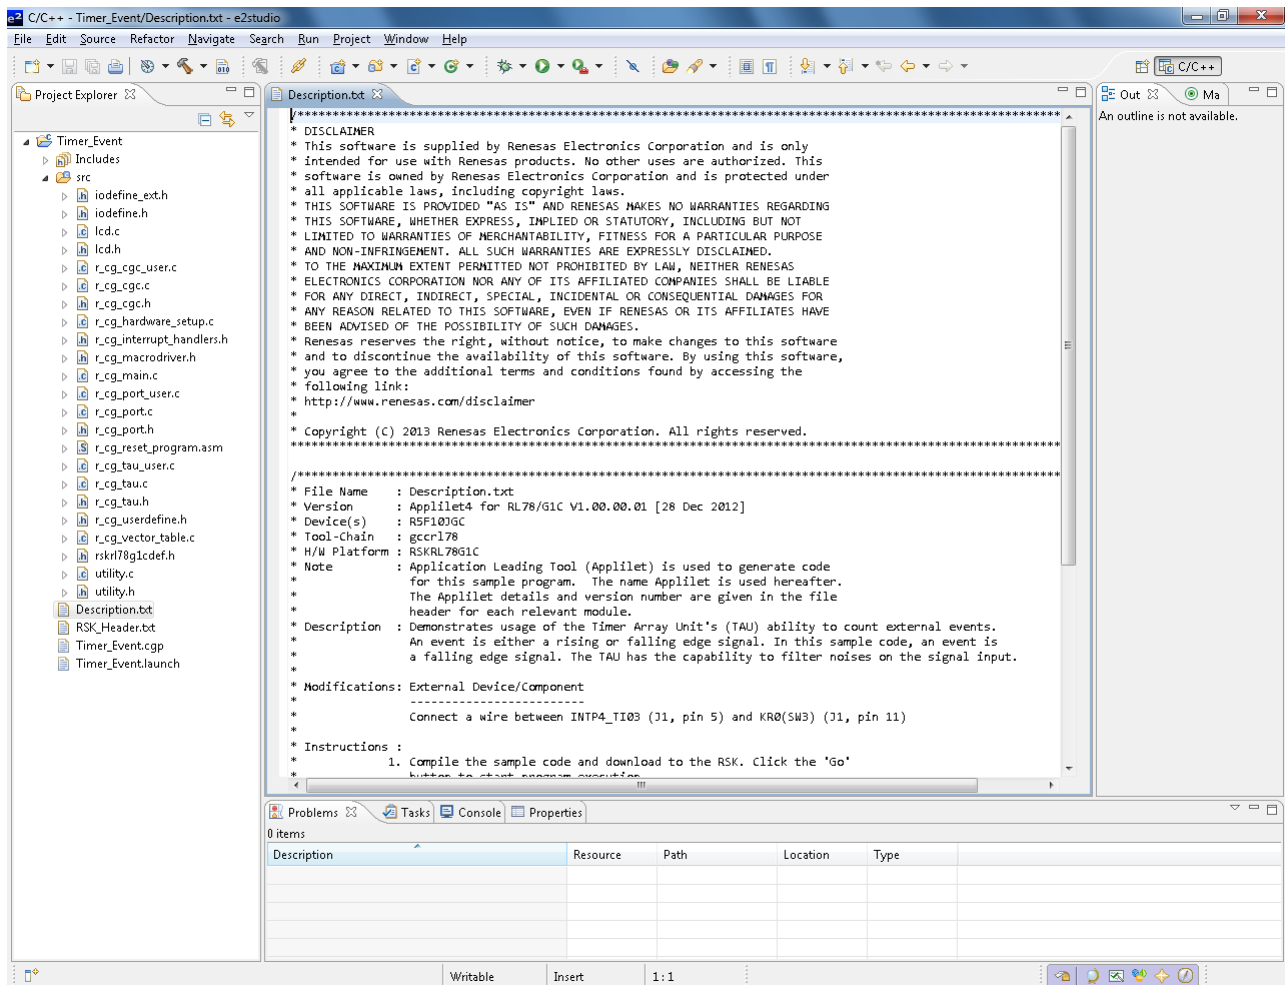 C/C++ - Timer_Event/Description.txt - e2studio
File Edit Source Refactor Navigate Search Run Project Window Help
C/C++
Project Explorer
Timer_Event
Includes
src
iodefine_ext.h
iodefine.h
lcd.c
lcd.h
r_cg_cgc_user.c
r_cg_cgc.c
r_cg_cgc.h
r_cg_hardware_setup.c
r_cg_interrupt_handlers.h
r_cg_macrodriver.h
r_cg_main.c
r_cg_port_user.c
r_cg_port.c
r_cg_port.h
r_cg_reset_program.asm
r_cg_tau_user.c
r_cg_tau.c
r_cg_tau.h
r_cg_userdefine.h
r_cg_vector_table.c
rskrl78g1cdef.h
utility.c
utility.h
Description.txt
RSK_Header.txt
Timer_Event.cgp
Timer_Event.launch
Description.txt
* DISCLAIMER
* This software is supplied by Renesas Electronics Corporation and is only
* intended for use with Renesas products. No other uses are authorized. This
* software is owned by Renesas Electronics Corporation and is protected under
* all applicable laws, including copyright laws.
* THIS SOFTWARE IS PROVIDED "AS IS" AND RENESAS MAKES NO WARRANTIES REGARDING
* THIS SOFTWARE, WHETHER EXPRESS, IMPLIED OR STATUTORY, INCLUDING BUT NOT
* LIMITED TO WARRANTIES OF MERCHANTABILITY, FITNESS FOR A PARTICULAR PURPOSE
* AND NON-INFRINGEMENT. ALL SUCH WARRANTIES ARE EXPRESSLY DISCLAIMED.
* TO THE MAXIMUM EXTENT PERMITTED NOT PROHIBITED BY LAW, NEITHER RENESAS
* ELECTRONICS CORPORATION NOR ANY OF ITS AFFILIATED COMPANIES SHALL BE LIABLE
* FOR ANY DIRECT, INDIRECT, SPECIAL, INCIDENTAL OR CONSEQUENTIAL DAMAGES FOR
* ANY REASON RELATED TO THIS SOFTWARE, EVEN IF RENESAS OR ITS AFFILIATES HAVE
* BEEN ADVISED OF THE POSSIBILITY OF SUCH DAMAGES.
* Renesas reserves the right, without notice, to make changes to this software
* and to discontinue the availability of this software. By using this software,
* you agree to the additional terms and conditions found by accessing the
* following link:
* http://www.renesas.com/disclaimer
*
* Copyright (C) 2013 Renesas Electronics Corporation. All rights reserved.
* File Name : Description.txt
* Version : Applilet4 for RL78/G1C V1.00.00.01 [28 Dec 2012]
* Device(s) : R5F10JGC
* Tool-Chain : gccrl78
* H/W Platform : RSKRL78G1C
* Note : Application Leading Tool (Applilet) is used to generate code
* for this sample program. The name Applilet is used hereafter.
* The Applilet details and version number are given in the file
* header for each relevant module.
* Description : Demonstrates usage of the Timer Array Unit's (TAU) ability to count external events.
* An event is either a rising or falling edge signal. In this sample code, an event is
* a falling edge signal. The TAU has the capability to filter noises on the signal input.
*
* Modifications: External Device/Component
* -------------------------
* Connect a wire between INTP4_TI03 (J1, pin 5) and KR0(SW3) (J1, pin 11)
*
* Instructions :
* 1. Compile the sample code and download to the RSK. Click the 'Go'
* button to start program execution
Out
Ma
An outline is not available.
Problems Tasks Console Properties
0 items
Description Resource Path Location Type
Writable Insert 1:1